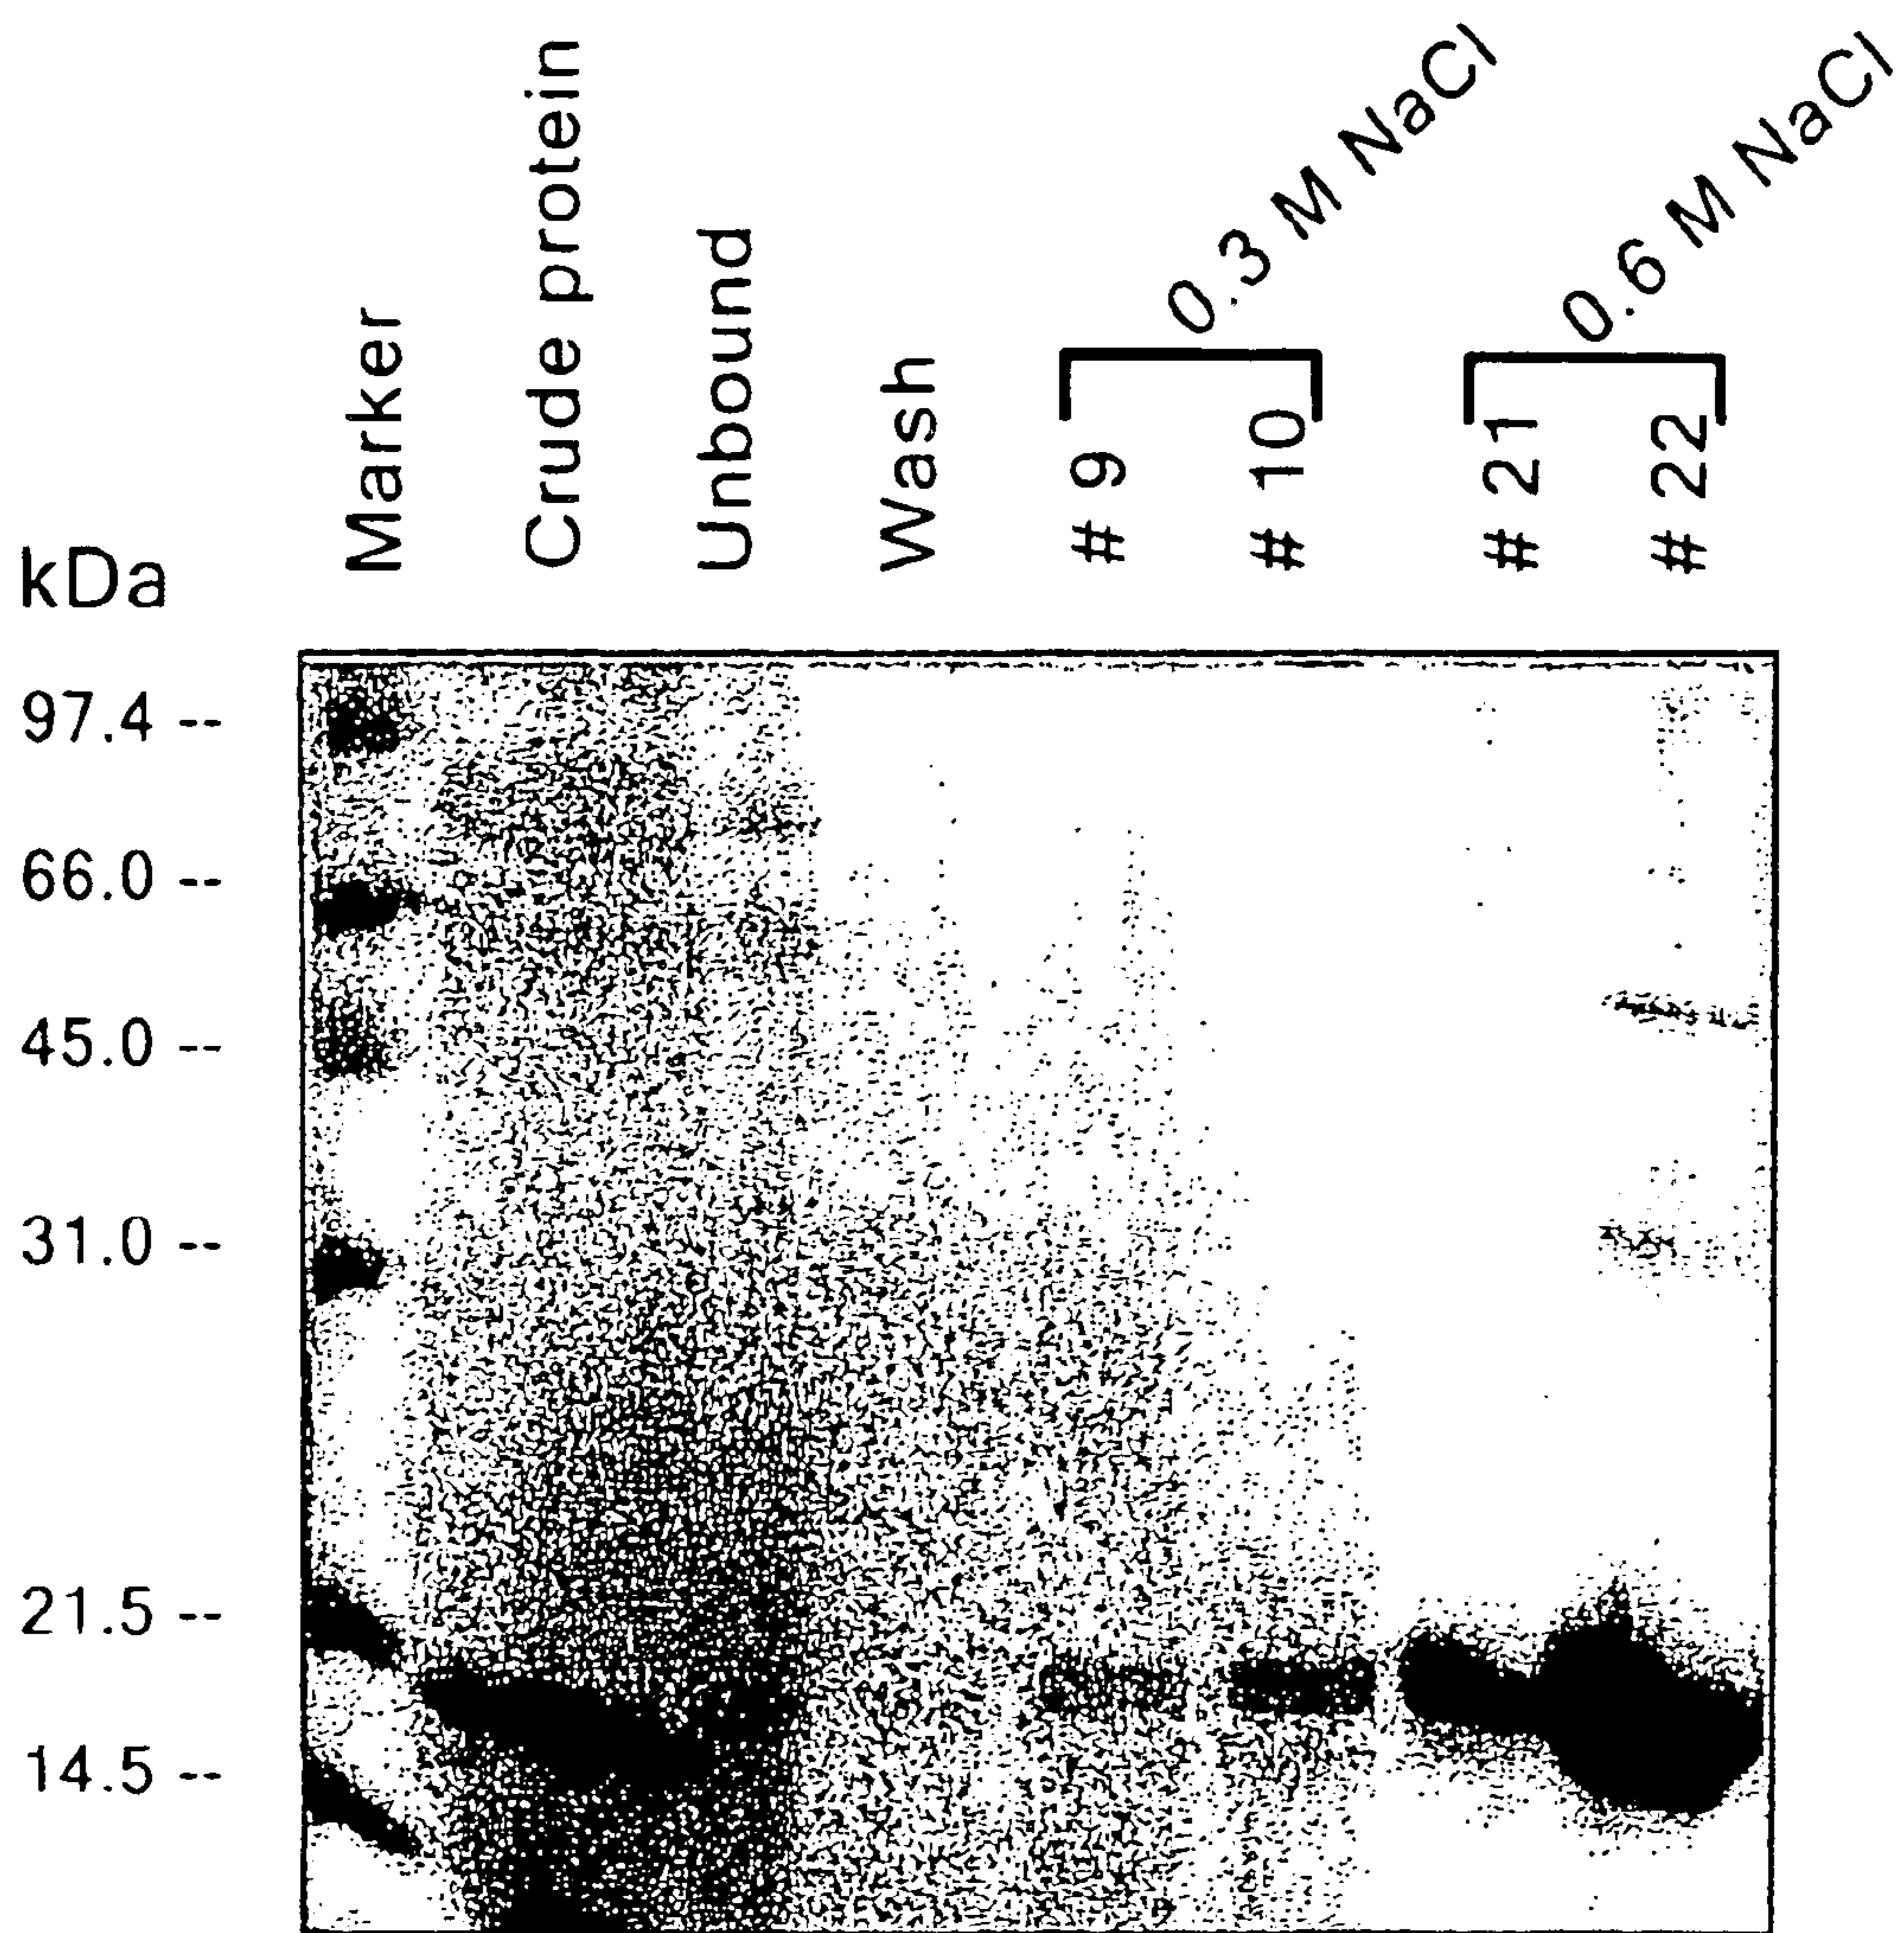 0.3 M NaCl
0.6 M NaCl
Marker
Crude protein
Unbound
Wash
# 9
# 10
# 21
# 22
kDa
97.4 --
66.0 --
45.0 --
31.0 --
21.5 --
14.5 --